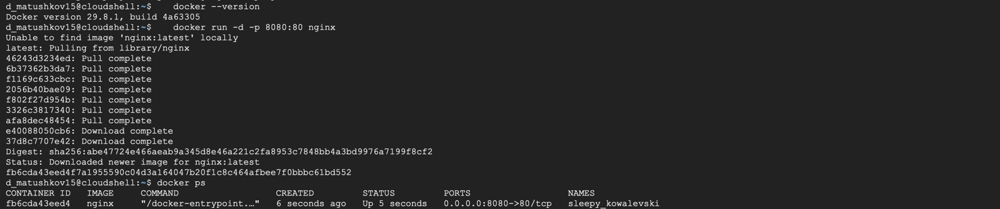 d_matushkov15@cloudshell:~$    docker --version
Docker version 29.8.1, build 4a63305
d_matushkov15@cloudshell:~$    docker run -d -p 8080:80 nginx
Unable to find image 'nginx:latest' locally
latest: Pulling from library/nginx
46243d3234ed: Pull complete
6b37362b3da7: Pull complete
f1169c633cbc: Pull complete
2056b40bae09: Pull complete
f802f27d954b: Pull complete
3326c3817340: Pull complete
afa8dec48454: Pull complete
e40088050cb6: Download complete
37d8c7707e42: Download complete
Digest: sha256:abe47724e466aeab9a345d8e46a221c2fa8953c7848bb4a3bd9976a7199f8cf2
Status: Downloaded newer image for nginx:latest
fb6cda43eed4f7a1955590c04d3a164047b20f1c8c464afbee7f0bbbc61bd552
d_matushkov15@cloudshell:~$ docker ps
CONTAINER ID   IMAGE     COMMAND                  CREATED         STATUS         PORTS                  NAMES
fb6cda43eed4   nginx     "/docker-entrypoint.…"   6 seconds ago   Up 5 seconds   0.0.0.0:8080->80/tcp   sleepy_kowalevski